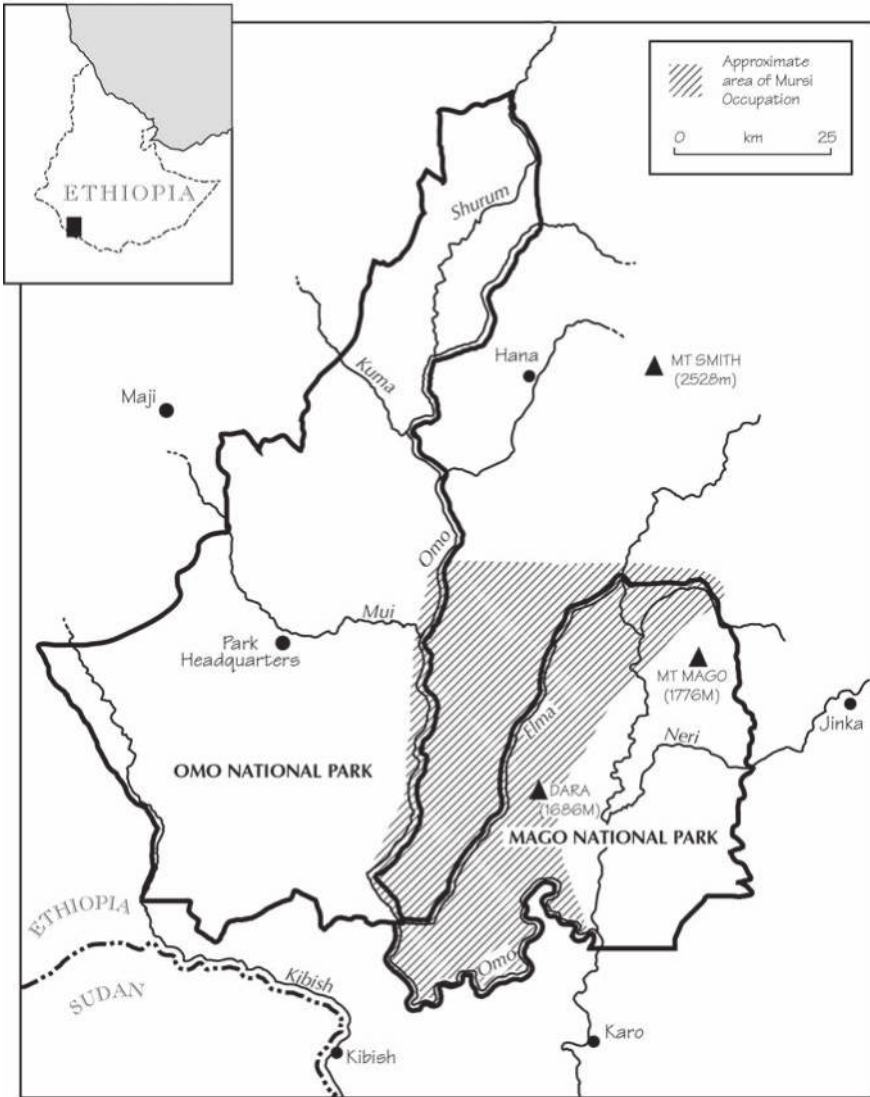 Approximate
area of Mursi
Occupation
0 km 25
ETHIOPIA
Shurum
Hana
MT SMITH
(2528m)
Kuma
Maji
Omo
Mui
Park
Headquarters
MT MAGO
(1776M)
Elma
Neri
Jinka
OMO NATIONAL PARK
DARA
(1686M)
MAGO NATIONAL PARK
ETHIOPIA
SUDAN
Omo
Kibish
Karo
Kibish